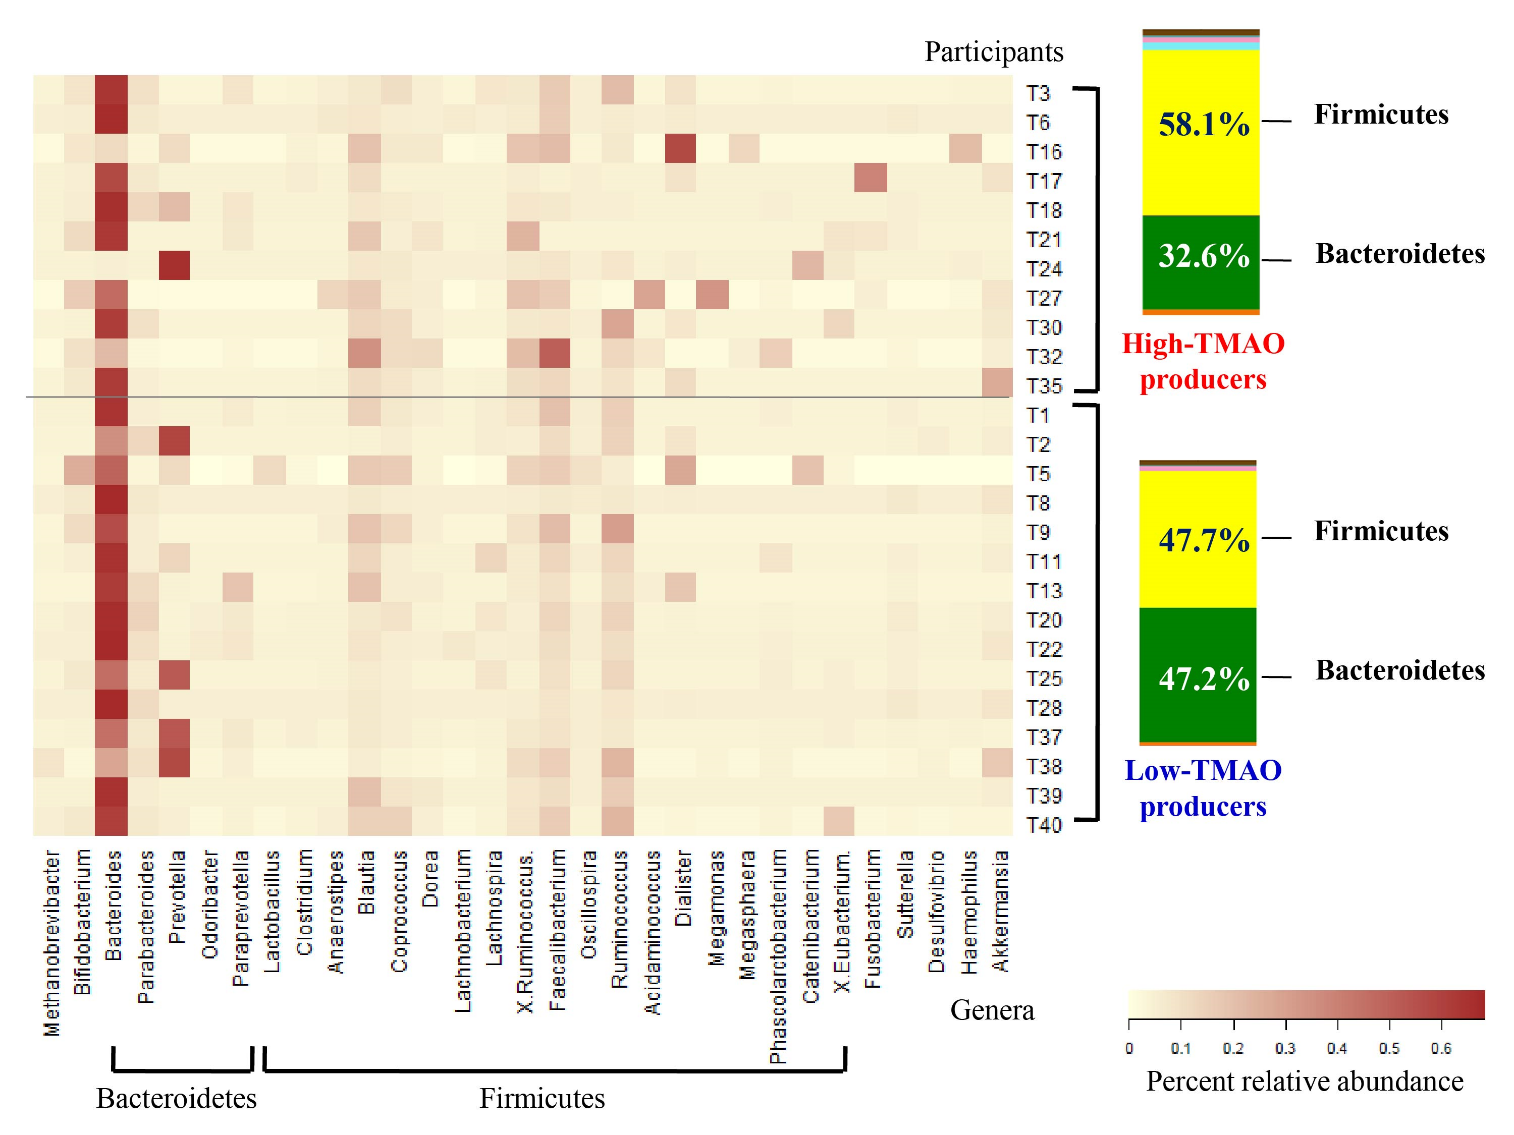 Participants
T3
T6
T16
T17
T18
T21
T24
T27
T30
T32
T35
T1
T2
T5
T8
T9
T11
T13
T20
T22
T25
T28
T37
T38
T39
T40
58.1%
Firmicutes
32.6%
Bacteroidetes
High-TMAO
producers
47.7%
Firmicutes
47.2%
Bacteroidetes
Low-TMAO
producers
Methanobrevibacter
Bifidobacterium
Bacteroides
Parabacteroides
Prevotella
Odoribacter
Paraprevotella
Lactobacillus
Clostridium
Anaerostipes
Blautia
Coprococcus
Dorea
Lachnobacterium
Lachnospira
X.Ruminococcus.
Faecalibacterium
Oscillospira
Ruminococcus
Acidaminococcus
Dialister
Megamonas
Megasphaera
Phascolarctobacterium
Catenibacterium
X.Eubacterium.
Fusobacterium
Sutterella
Desulfovibrio
Haemophilus
Akkermansia
Genera
Bacteroidetes
Firmicutes
0 0.1 0.2 0.3 0.4 0.5 0.6
Percent relative abundance